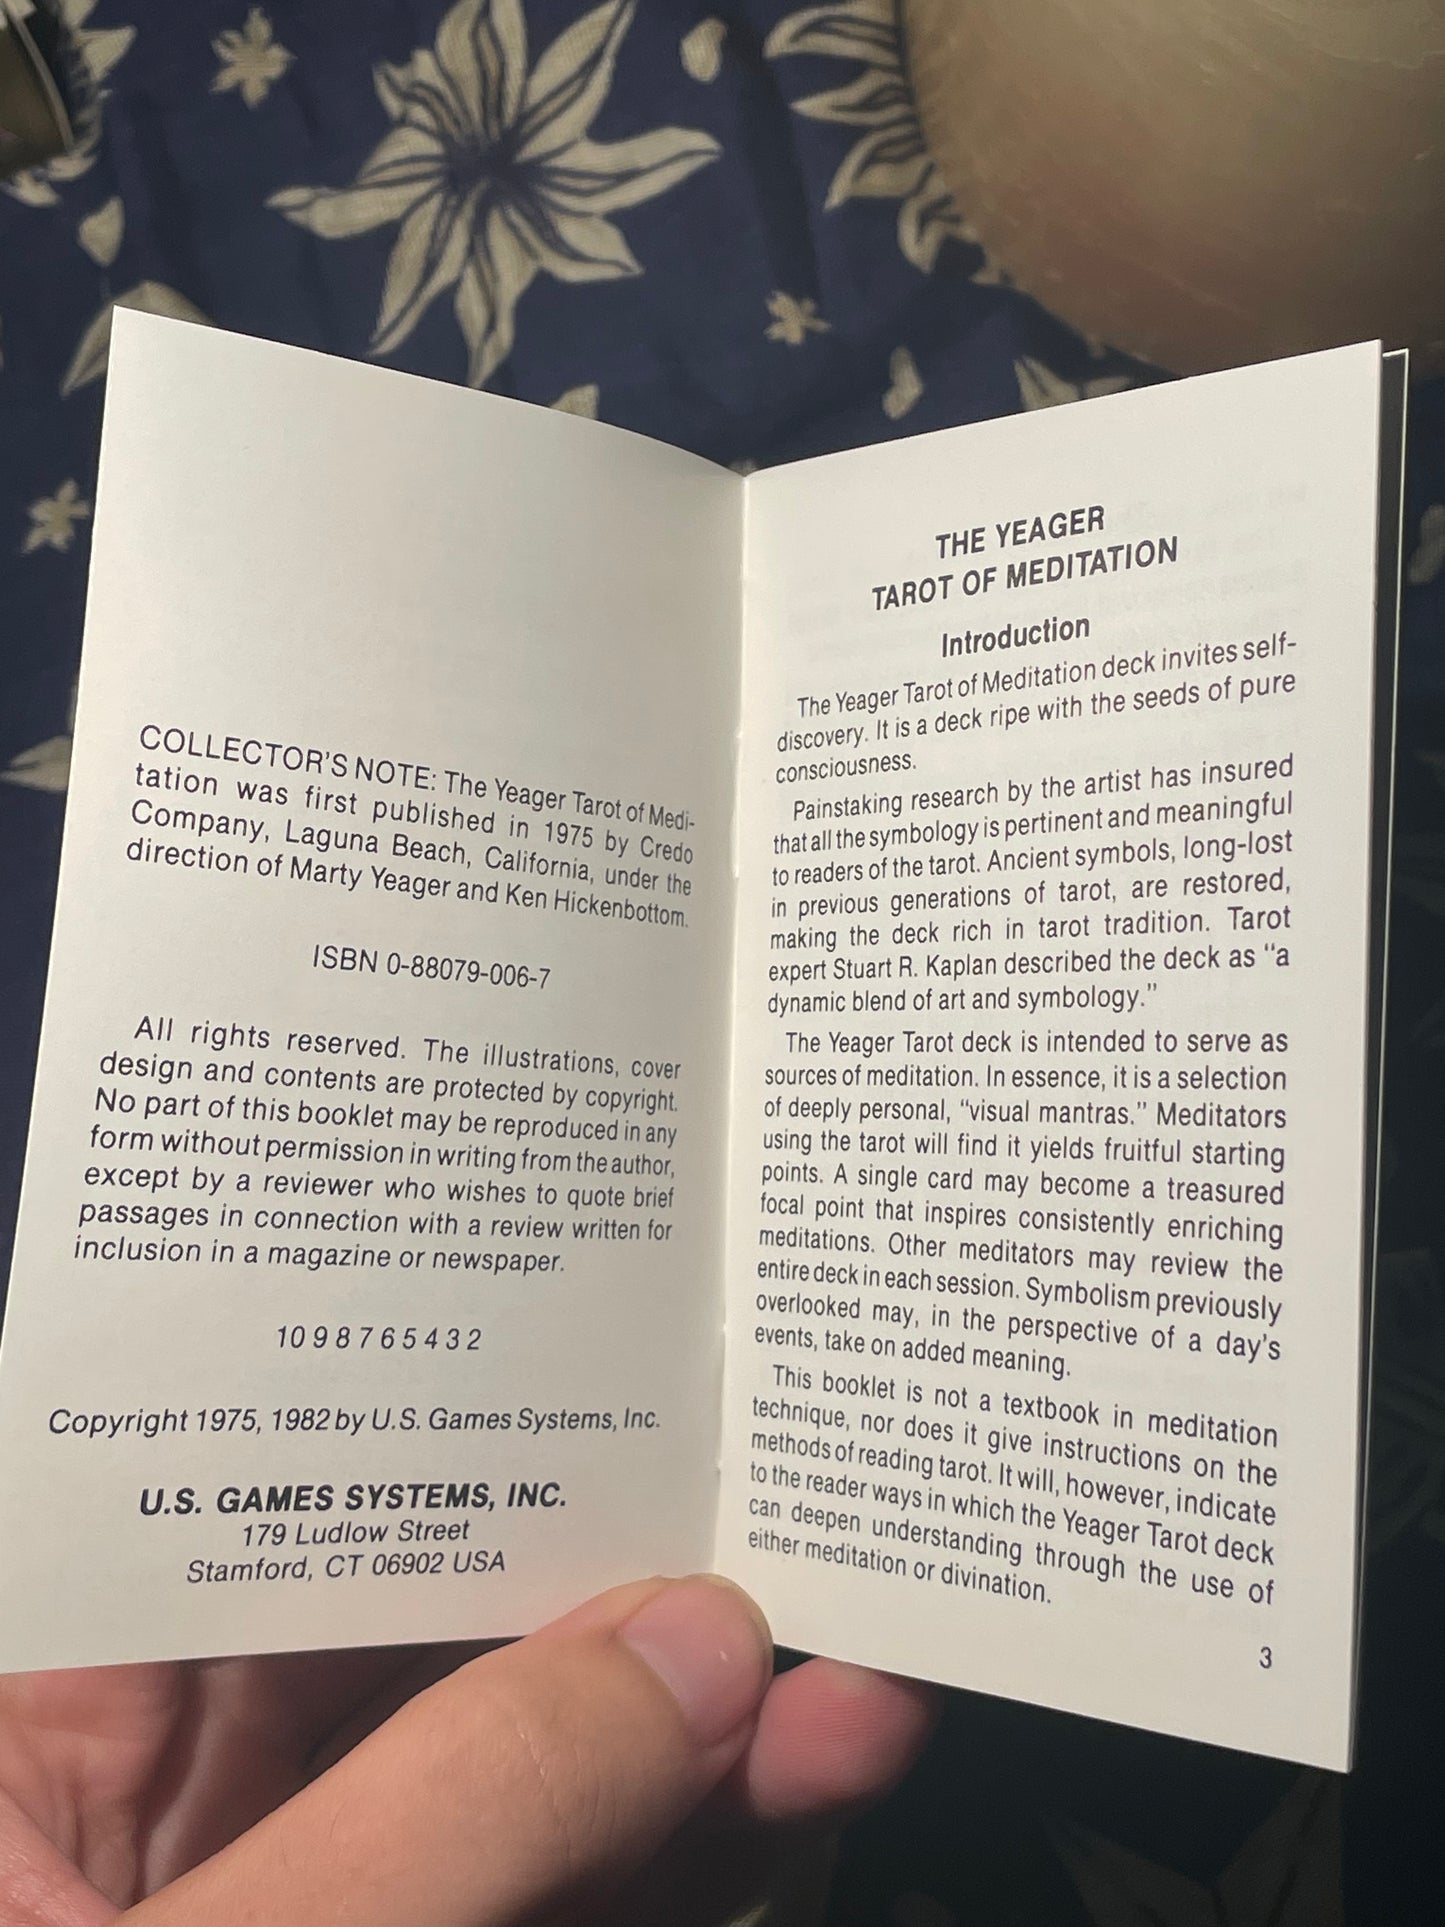 COLLECTOR'S NOTE: The Yeager Tarot of Medi-
tation was first published in 1975 by Credo
Company, Laguna Beach, California, under the
direction of Marty Yeager and Ken Hickenbottom.
ISBN 0-88079-006-7
All rights reserved. The illustrations, cover
design and contents are protected by copyright.
No part of this booklet may be reproduced in any
form without permission in writing from the author,
except by a reviewer who wishes to quote brief
passages in connection with a review written for
inclusion in a magazine or newspaper.
10 9 8 7 6 5 4 3 2
Copyright 1975, 1982 by U.S. Games Systems, Inc.
U.S. GAMES SYSTEMS, INC.
179 Ludlow Street
Stamford, CT 06902 USA
THE YEAGER
TAROT OF MEDITATION
Introduction
The Yeager Tarot of Meditation deck invites self-
discovery. It is a deck ripe with the seeds of pure
consciousness.
Painstaking research by the artist has insured
that all the symbology is pertinent and meaningful
to readers of the tarot. Ancient symbols, long-lost
in previous generations of tarot, are restored,
making the deck rich in tarot tradition. Tarot
expert Stuart R. Kaplan described the deck as "a
dynamic blend of art and symbology."
The Yeager Tarot deck is intended to serve as
sources of meditation. In essence, it is a selection
of deeply personal, "visual mantras." Meditators
using the tarot will find it yields fruitful starting
points. A single card may become a treasured
focal point that inspires consistently enriching
meditations. Other meditators may review the
entire deck in each session. Symbolism previously
overlooked may, in the perspective of a day's
events, take on added meaning.
This booklet is not a textbook in meditation
technique, nor does it give instructions on the
methods of reading tarot. It will, however, indicate
to the reader ways in which the Yeager Tarot deck
can deepen understanding through the use of
either meditation or divination.
3